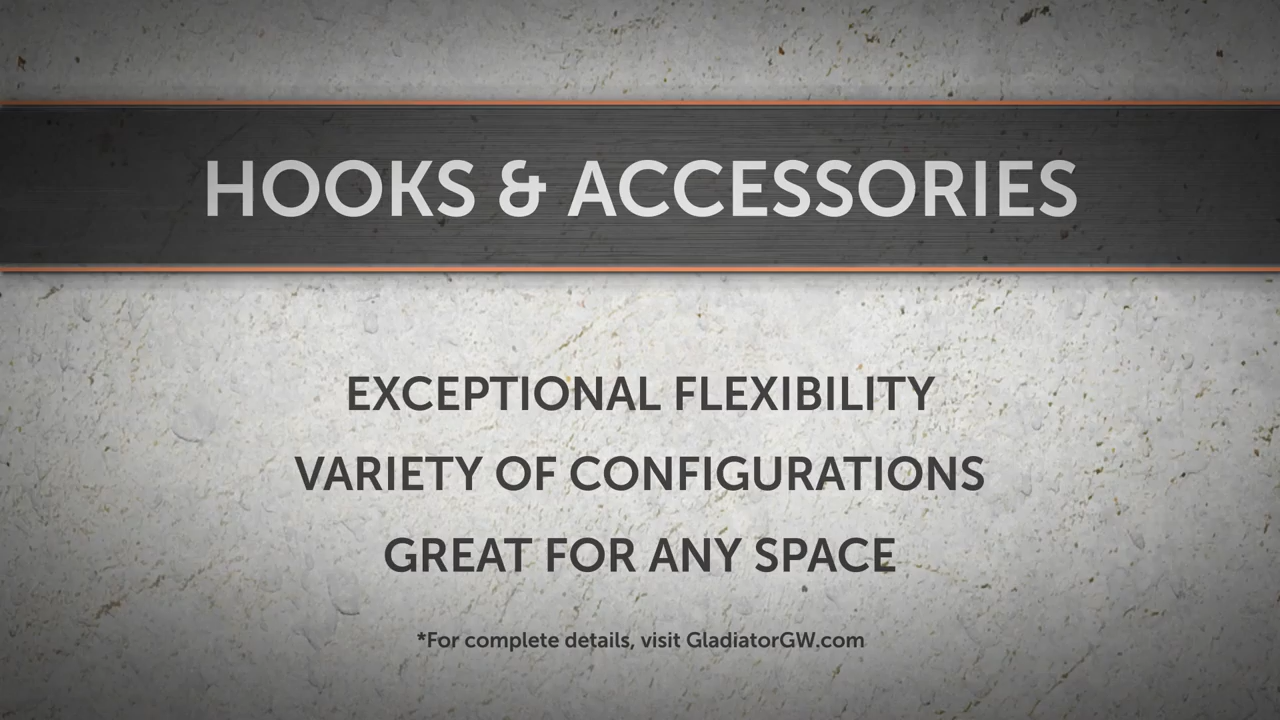 HOOKS & ACCESSORIES
EXCEPTIONAL FLEXIBILITY
VARIETY OF CONFIGURATIONS
GREAT FOR ANY SPACE
*For complete details, visit GladiatorGW.com